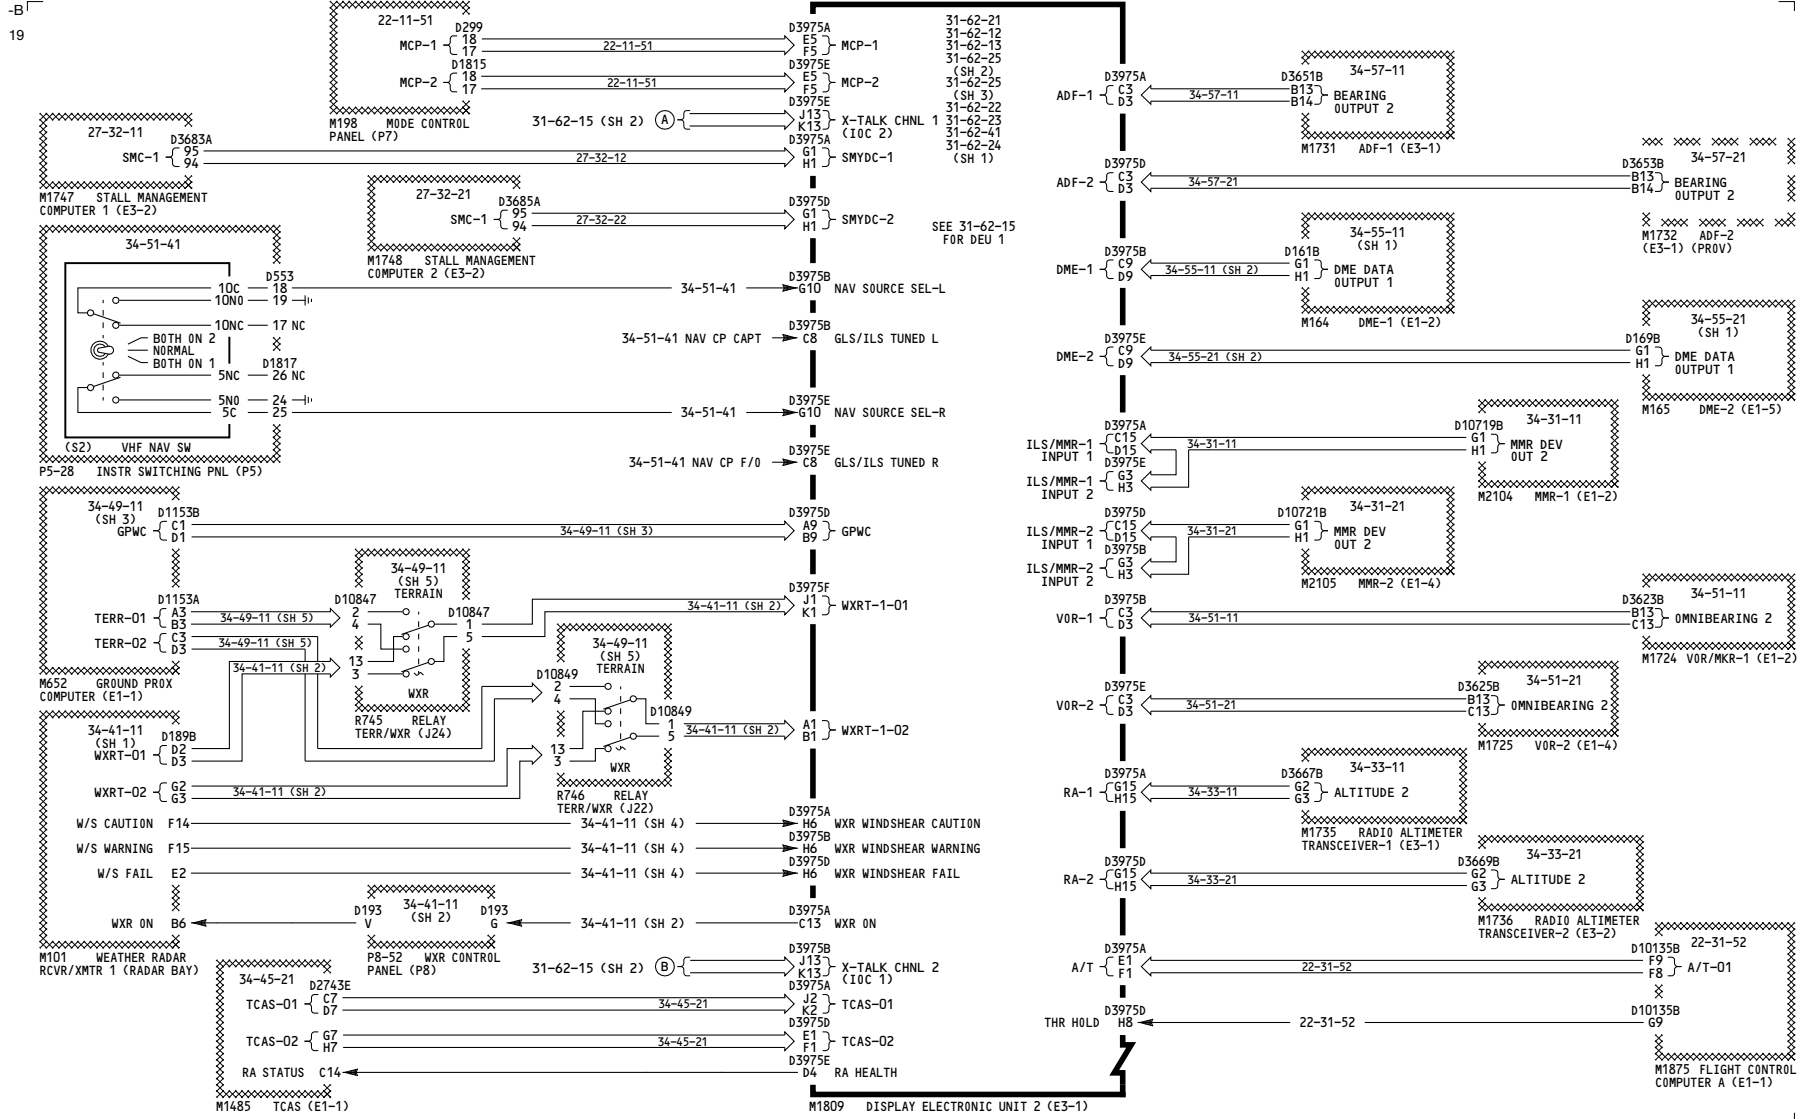 -B
19
22-11-51
D299
MCP-1 18 17
22-11-51
D3975A
E5 F5 MCP-1
D1815
MCP-2 18 17
22-11-51
D3975E
E5 F5 MCP-2
M198 MODE CONTROL
PANEL (P7)
31-62-15 (SH 2) A
D3975E
J13 K13 X-TALK CHNL 1
(IOC 2)
27-32-11
D3683A
SMC-1 95 94
27-32-12
D3975A
G1 H1 SMYDC-1
M1747 STALL MANAGEMENT
COMPUTER 1 (E3-2)
27-32-21
D3685A
SMC-1 95 94
27-32-22
D3975D
G1 H1 SMYDC-2
M1748 STALL MANAGEMENT
COMPUTER 2 (E3-2)
34-51-41
D553
10C 18
34-51-41
D3975B
G10 NAV SOURCE SEL-L
10NO 19
10NC 17 NC
BOTH ON 2
NORMAL
BOTH ON 1
34-51-41 NAV CP CAPT
D3975B
C8 GLS/ILS TUNED L
D1817
5NC 26 NC
5NO 24
5C 25
34-51-41
D3975E
G10 NAV SOURCE SEL-R
(S2) VHF NAV SW
P5-28 INSTR SWITCHING PNL (P5)
34-51-41 NAV CP F/O
D3975E
C8 GLS/ILS TUNED R
34-49-11
(SH 3)
D1153B
GPWC C1 D1
34-49-11 (SH 3)
D3975D
A9 B9 GPWC
D1153A
TERR-01 A3 B3
34-49-11 (SH 5)
TERR-02 C3 D3
34-49-11 (SH 5)
34-41-11 (SH 2)
M652 GROUND PROX
COMPUTER (E1-1)
34-49-11
(SH 5)
TERRAIN
D10847
2
4
13
3
D10847
1
5
WXR
R745 RELAY
TERR/WXR (J24)
34-41-11 (SH 2)
D3975F
J1 K1 WXRT-1-01
34-49-11
(SH 5)
TERRAIN
D10849
2
4
13
3
D10849
1
5
WXR
R746 RELAY
TERR/WXR (J22)
34-41-11 (SH 2)
A1 B1 WXRT-1-02
34-41-11
(SH 1)
D189B
WXRT-01 D2 D3
WXRT-02 G2 G3
34-41-11 (SH 2)
W/S CAUTION F14
34-41-11 (SH 4)
D3975A
H6 WXR WINDSHEAR CAUTION
W/S WARNING F15
34-41-11 (SH 4)
D3975B
H6 WXR WINDSHEAR WARNING
W/S FAIL E2
34-41-11 (SH 4)
D3975D
H6 WXR WINDSHEAR FAIL
WXR ON B6
D193
V
34-41-11
(SH 2)
D193
G
34-41-11 (SH 2)
D3975A
C13 WXR ON
M101 WEATHER RADAR
RCVR/XMTR 1 (RADAR BAY)
P8-52 WXR CONTROL
PANEL (P8)
31-62-15 (SH 2) B
D3975B
J13 K13 X-TALK CHNL 2
(IOC 1)
34-45-21
D2743E
TCAS-01 C7 D7
34-45-21
D3975A
J2 K2 TCAS-01
TCAS-02 G7 H7
34-45-21
D3975D
E1 F1 TCAS-02
RA STATUS C14
D3975E
D4 RA HEALTH
M1485 TCAS (E1-1)
M1809 DISPLAY ELECTRONIC UNIT 2 (E3-1)
31-62-21
31-62-12
31-62-13
31-62-25
(SH 2)
31-62-25
(SH 3)
31-62-22
31-62-23
31-62-41
31-62-24
(SH 1)
SEE 31-62-15
FOR DEU 1
D3975A
ADF-1 C3 D3
34-57-11
D3651B
B13 B14
34-57-11
BEARING
OUTPUT 2
M1731 ADF-1 (E3-1)
D3975D
ADF-2 C3 D3
34-57-21
D3653B
B13 B14
34-57-21
BEARING
OUTPUT 2
M1732 ADF-2
(E3-1) (PROV)
D3975B
DME-1 C9 D9
34-55-11 (SH 2)
D161B
G1 H1
34-55-11
(SH 1)
DME DATA
OUTPUT 1
M164 DME-1 (E1-2)
D3975E
DME-2 C9 D9
34-55-21 (SH 2)
D169B
G1 H1
34-55-21
(SH 1)
DME DATA
OUTPUT 1
M165 DME-2 (E1-5)
D3975A
ILS/MMR-1
INPUT 1
C15 D15
34-31-11
D10719B
G1 H1
34-31-11
MMR DEV
OUT 2
D3975E
ILS/MMR-1
INPUT 2
G3 H3
M2104 MMR-1 (E1-2)
D3975D
ILS/MMR-2
INPUT 1
C15 D15
34-31-21
D10721B
G1 H1
34-31-21
MMR DEV
OUT 2
D3975B
ILS/MMR-2
INPUT 2
G3 H3
M2105 MMR-2 (E1-4)
D3975B
VOR-1 C3 D3
34-51-11
D3623B
B13 C13
34-51-11
OMNIBEARING 2
M1724 VOR/MKR-1 (E1-2)
D3975E
VOR-2 C3 D3
34-51-21
D3625B
B13 C13
34-51-21
OMNIBEARING 2
M1725 VOR-2 (E1-4)
D3975A
RA-1 G15 H15
34-33-11
D3667B
G2 G3
34-33-11
ALTITUDE 2
M1735 RADIO ALTIMETER
TRANSCEIVER-1 (E3-1)
D3975D
RA-2 G15 H15
34-33-21
D3669B
G2 G3
34-33-21
ALTITUDE 2
M1736 RADIO ALTIMETER
TRANSCEIVER-2 (E3-2)
D3975A
A/T E1 F1
22-31-52
D10135B
F9 F8
22-31-52
A/T-01
D3975D
THR HOLD H8
22-31-52
D10135B
G9
M1875 FLIGHT CONTROL
COMPUTER A (E1-1)